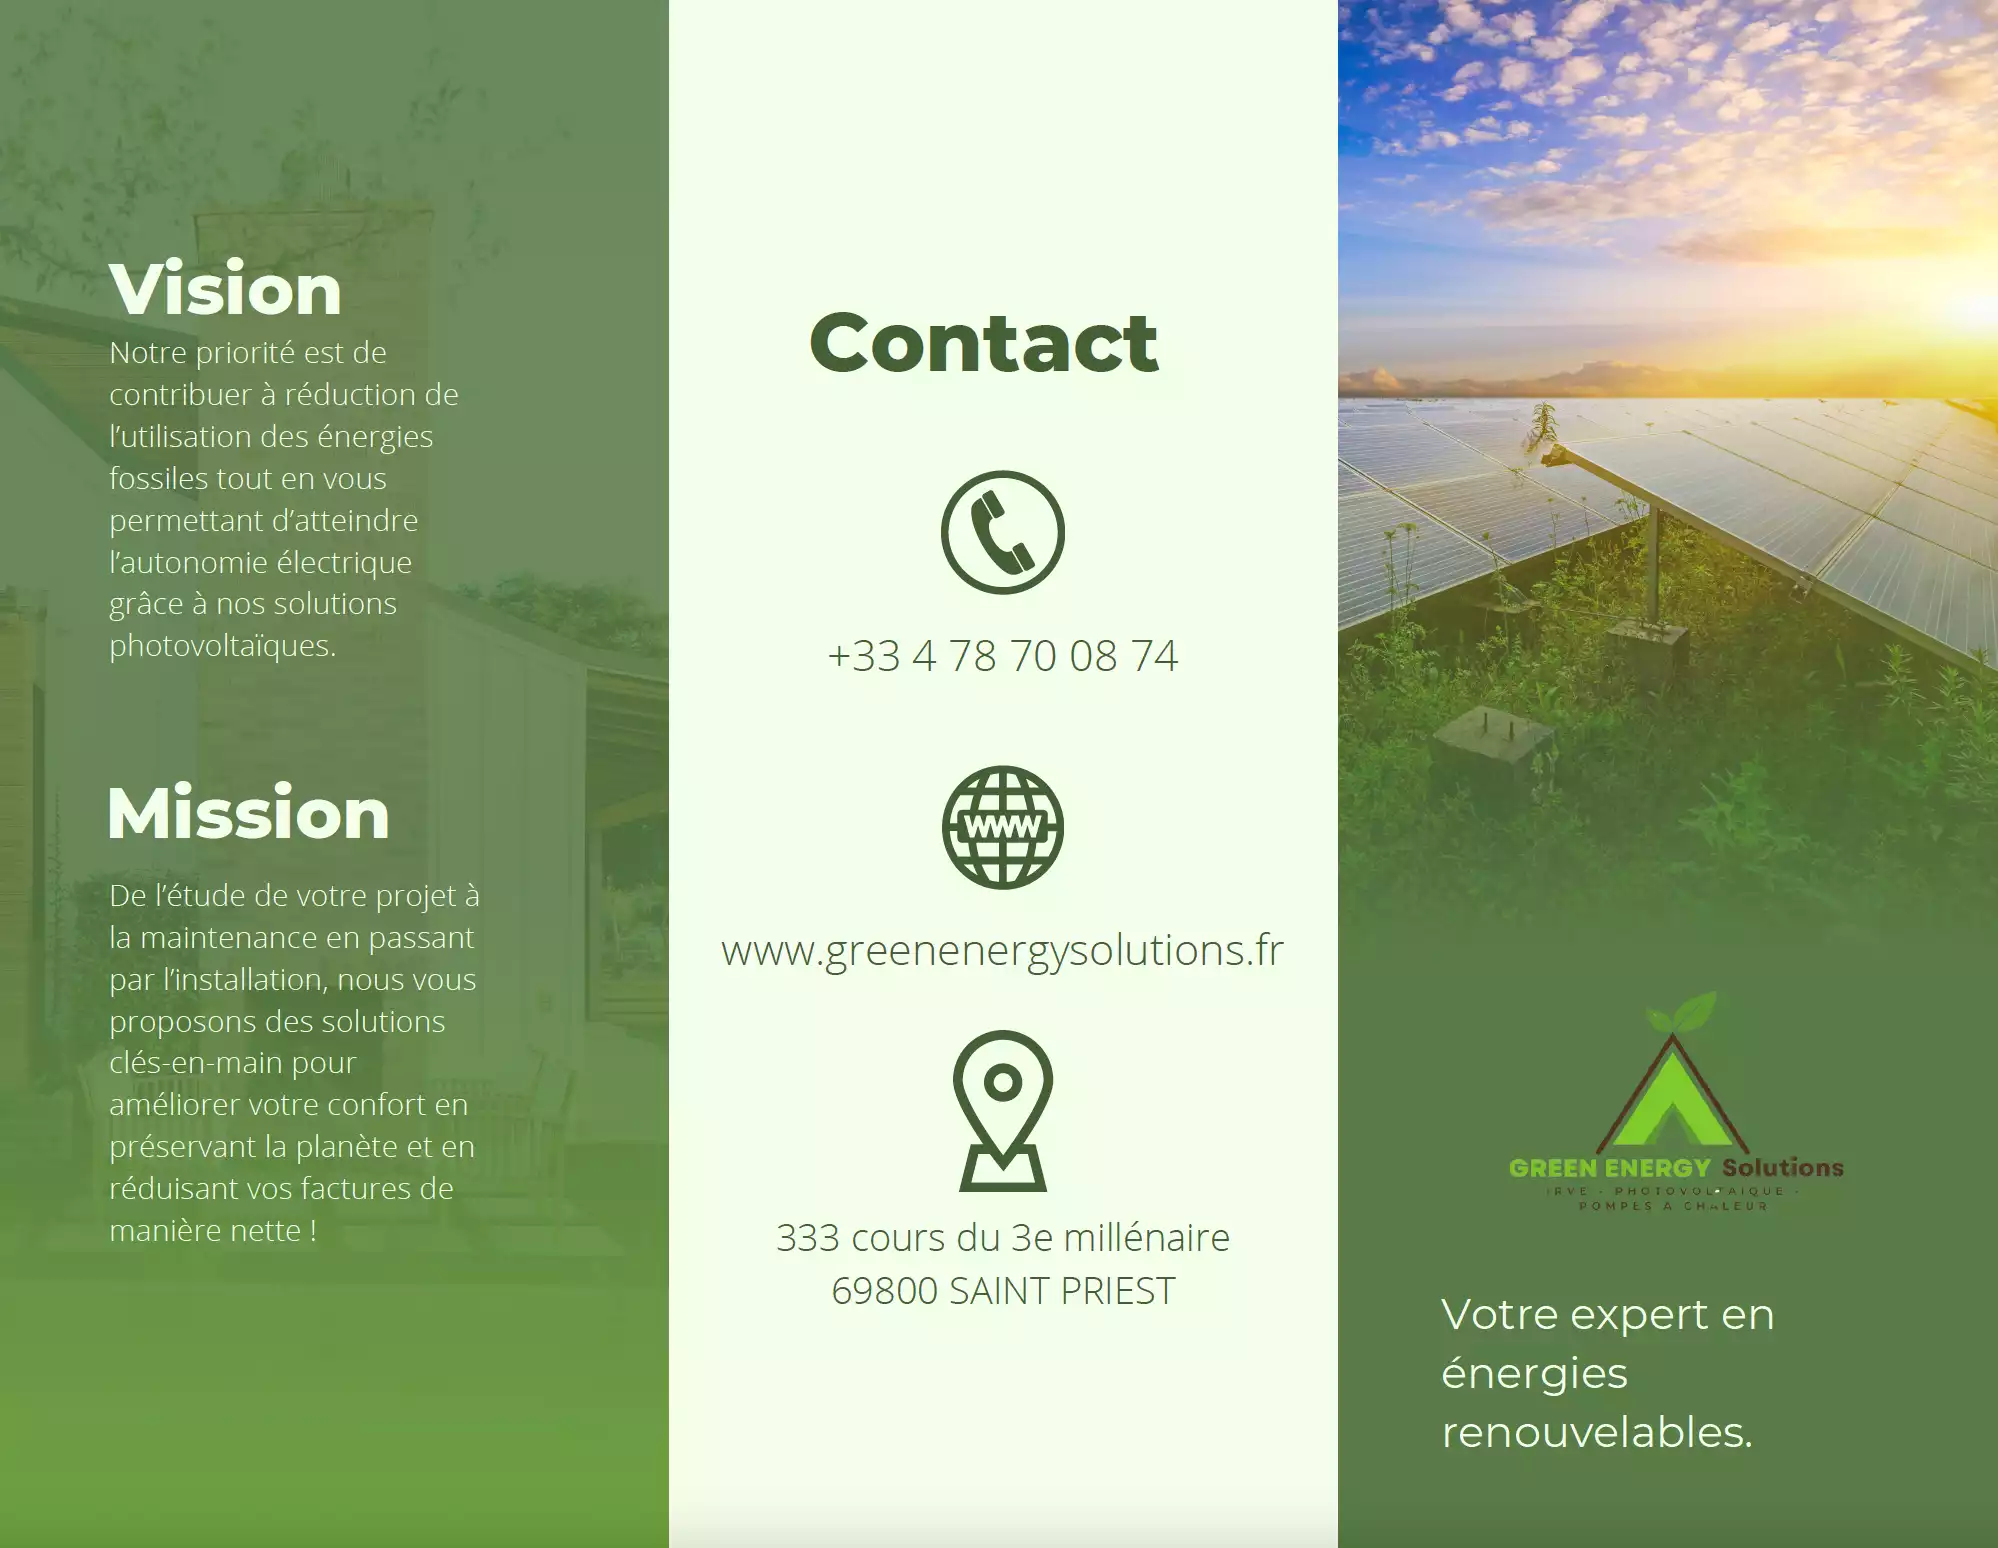 Vision
Notre priorité est de
contribuer à réduction de
l’utilisation des énergies
fossiles tout en vous
permettant d’atteindre
l’autonomie électrique
grâce à nos solutions
photovoltaïques.
Mission
De l’étude de votre projet à
la maintenance en passant
par l’installation, nous vous
proposons des solutions
clés-en-main pour
améliorer votre confort en
préservant la planète et en
réduisant vos factures de
manière nette !
Contact
+33 4 78 70 08 74
www
www.greenenergysolutions.fr
333 cours du 3e millénaire
69800 SAINT PRIEST
GREEN ENERGY Solutions
IRVE - PHOTOVOLTAIQUE -
POMPES À CHALEUR
Votre expert en
énergies
renouvelables.